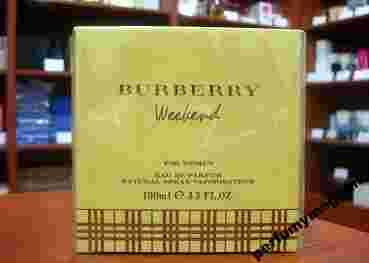 BURBERRY
Weekend
FOR WOMEN
EAU DE PARFUM
NATURAL SPRAY VAPORISATEUR
100ml ℮ 3.3 FL.OZ